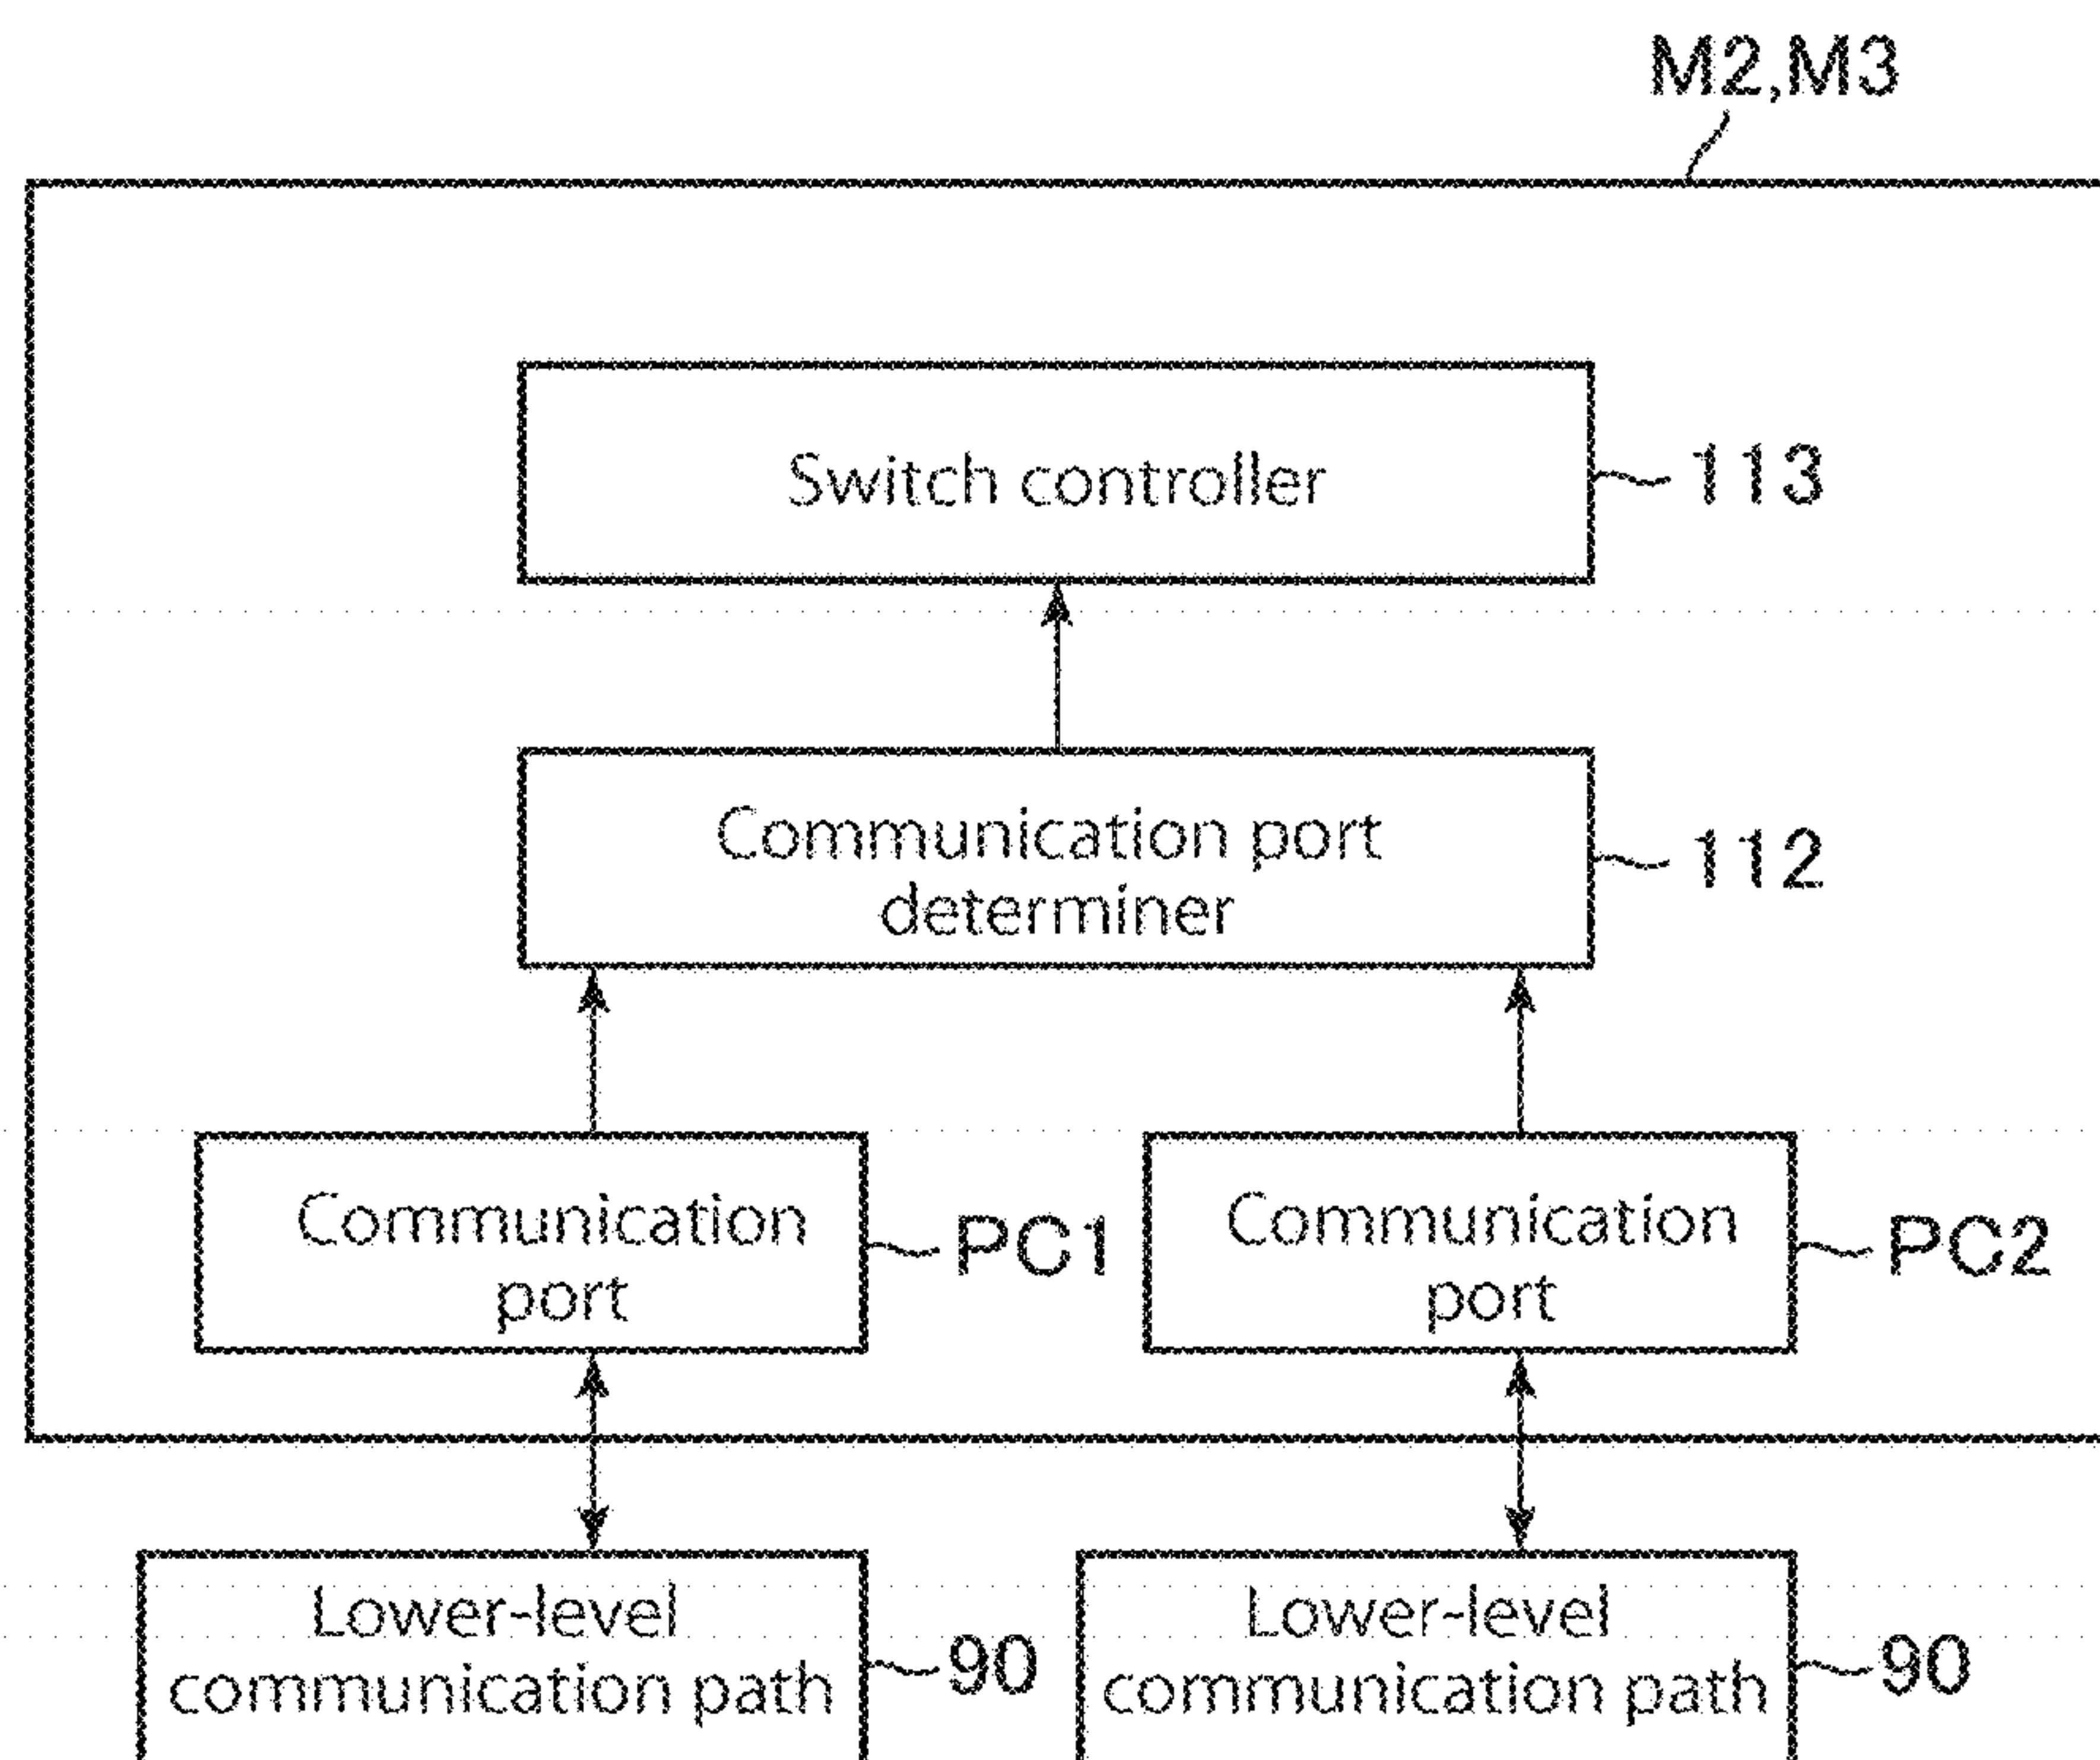 M2,M3
Switch controller
113
Communication port
determiner
112
Communication
port
PC1
Communication
port
PC2
Lower-level
communication path
90
Lower-level
communication path
90